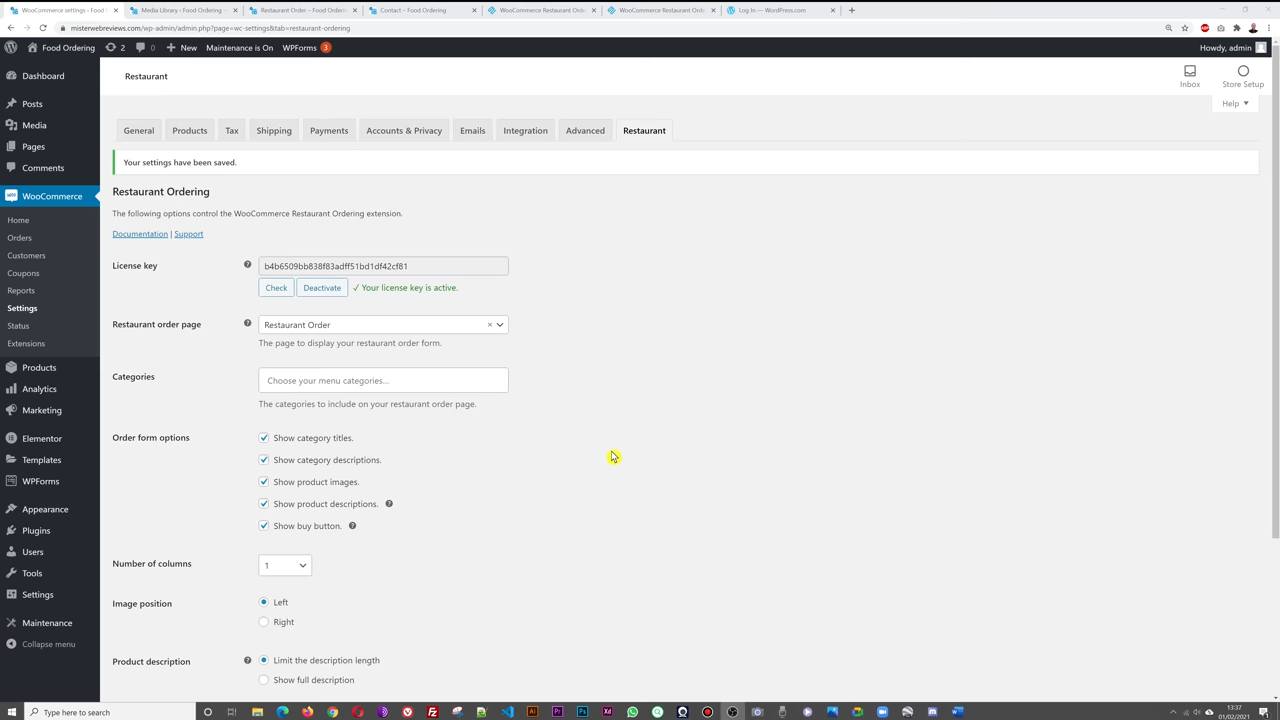 WooCommerce settings ‹ Food
Media Library ‹ Food Ordering —
Restaurant Order – Food Ordering
Contact – Food Ordering
WooCommerce Restaurant Orde
WooCommerce Restaurant Orde
Log In — WordPress.com
misterwebreviews.com/wp-admin/admin.php?page=wc-settings&tab=restaurant-ordering
Food Ordering
2
0
New
Maintenance is On
WPForms
3
Howdy, admin
Dashboard
Posts
Media
Pages
Comments
WooCommerce
Home
Orders
Customers
Coupons
Reports
Settings
Status
Extensions
Products
Analytics
Marketing
Elementor
Templates
WPForms
Appearance
Plugins
Users
Tools
Settings
Maintenance
Collapse menu
Restaurant
Inbox
Store Setup
Help
General
Products
Tax
Shipping
Payments
Accounts & Privacy
Emails
Integration
Advanced
Restaurant
Your settings have been saved.
Restaurant Ordering
The following options control the WooCommerce Restaurant Ordering extension.
Documentation | Support
License key
b4b6509bb838f83adff51bd1df42cf81
Check
Deactivate
✓ Your license key is active.
Restaurant order page
Restaurant Order
×
The page to display your restaurant order form.
Categories
Choose your menu categories...
The categories to include on your restaurant order page.
Order form options
Show category titles.
Show category descriptions.
Show product images.
Show product descriptions.
Show buy button.
Number of columns
1
Image position
Left
Right
Product description
Limit the description length
Show full description
Type here to search
13:37
01/02/2021